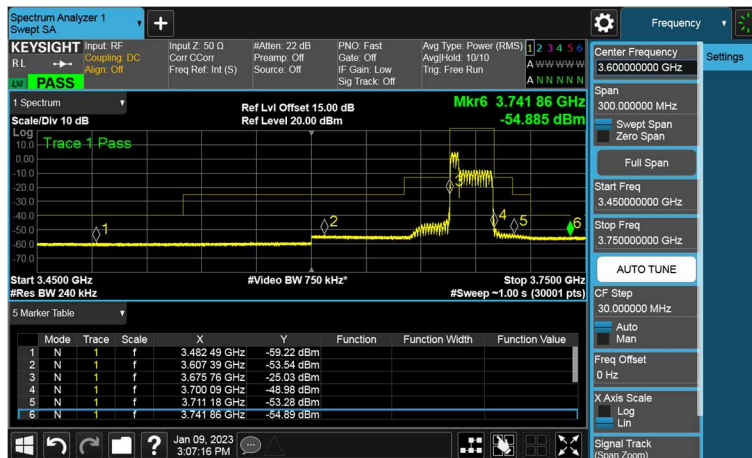 Spectrum Analyzer 1
Swept SA
Frequency
KEYSIGHT
RL
Input: RF
Coupling: DC
Align: Off
Input Z: 50 Ω
Corr CCorr
Freq Ref: Int (S)
#Atten: 22 dB
Preamp: Off
Source: Off
PNO: Fast
Gate: Off
IF Gain: Low
Sig Track: Off
Avg Type: Power (RMS)
Avg|Hold: 10/10
Trig: Free Run
1 2 3 4 5 6
A W W W W W
A N N N N N
LXI PASS
1 Spectrum
Scale/Div 10 dB
Ref Lvl Offset 15.00 dB
Ref Level 20.00 dBm
Mkr6 3.741 86 GHz
-54.885 dBm
Log
Trace 1 Pass
10.0
0.00
-10.0
-20.0
-30.0
-40.0
-50.0
-60.0
-70.0
1
2
3
4
5
6
Start 3.4500 GHz
#Res BW 240 kHz
#Video BW 750 kHz*
Stop 3.7500 GHz
#Sweep ~1.00 s (30001 pts)
5 Marker Table
Mode Trace Scale X Y Function Function Width Function Value
1 N 1 f 3.482 49 GHz -59.22 dBm
2 N 1 f 3.607 39 GHz -53.54 dBm
3 N 1 f 3.675 76 GHz -25.03 dBm
4 N 1 f 3.700 09 GHz -48.98 dBm
5 N 1 f 3.711 18 GHz -53.28 dBm
6 N 1 f 3.741 86 GHz -54.89 dBm
Jan 09, 2023
3:07:16 PM
Center Frequency
3.600000000 GHz
Settings
Span
300.000000 MHz
Swept Span
Zero Span
Full Span
Start Freq
3.450000000 GHz
Stop Freq
3.750000000 GHz
AUTO TUNE
CF Step
30.000000 MHz
Auto
Man
Freq Offset
0 Hz
X Axis Scale
Log
Lin
Signal Track
(Span Zoom)